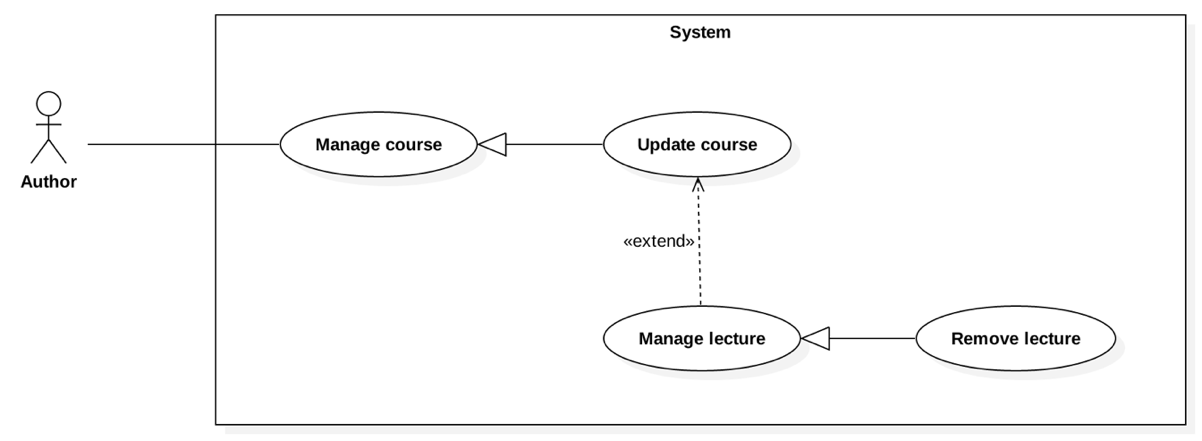 System
Author
Manage course
Update course
«extend»
Manage lecture
Remove lecture